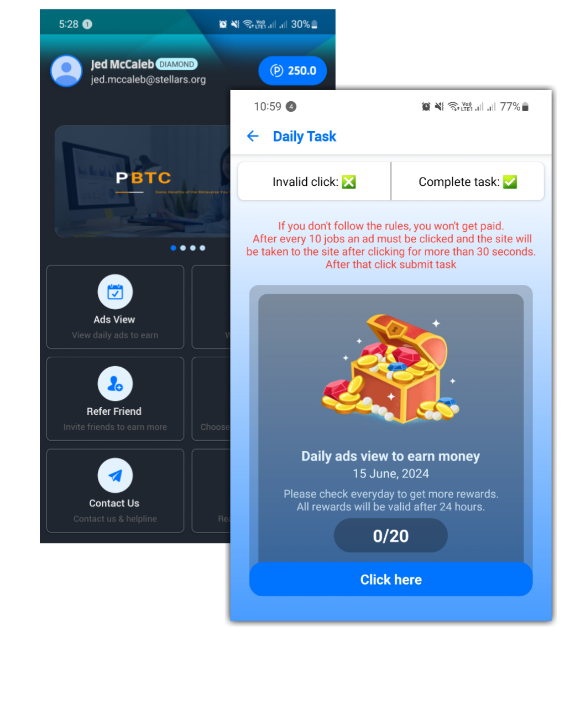 5:28 1
30%
Jed McCaleb DIAMOND
jed.mccaleb@stellars.org
P 250.0
PBTC
Ads View
View daily ads to earn
Refer Friend
Invite friends to earn more
Choose
Contact Us
Contact us & helpline
10:59 4
77%
Daily Task
Invalid click: ❎
Complete task: ✅
If you don't follow the rules, you won't get paid.
After every 10 jobs an ad must be clicked and the site will
be taken to the site after clicking for more than 30 seconds.
After that click submit task
Daily ads view to earn money
15 June, 2024
Please check everyday to get more rewards.
All rewards will be valid after 24 hours.
0/20
Click here